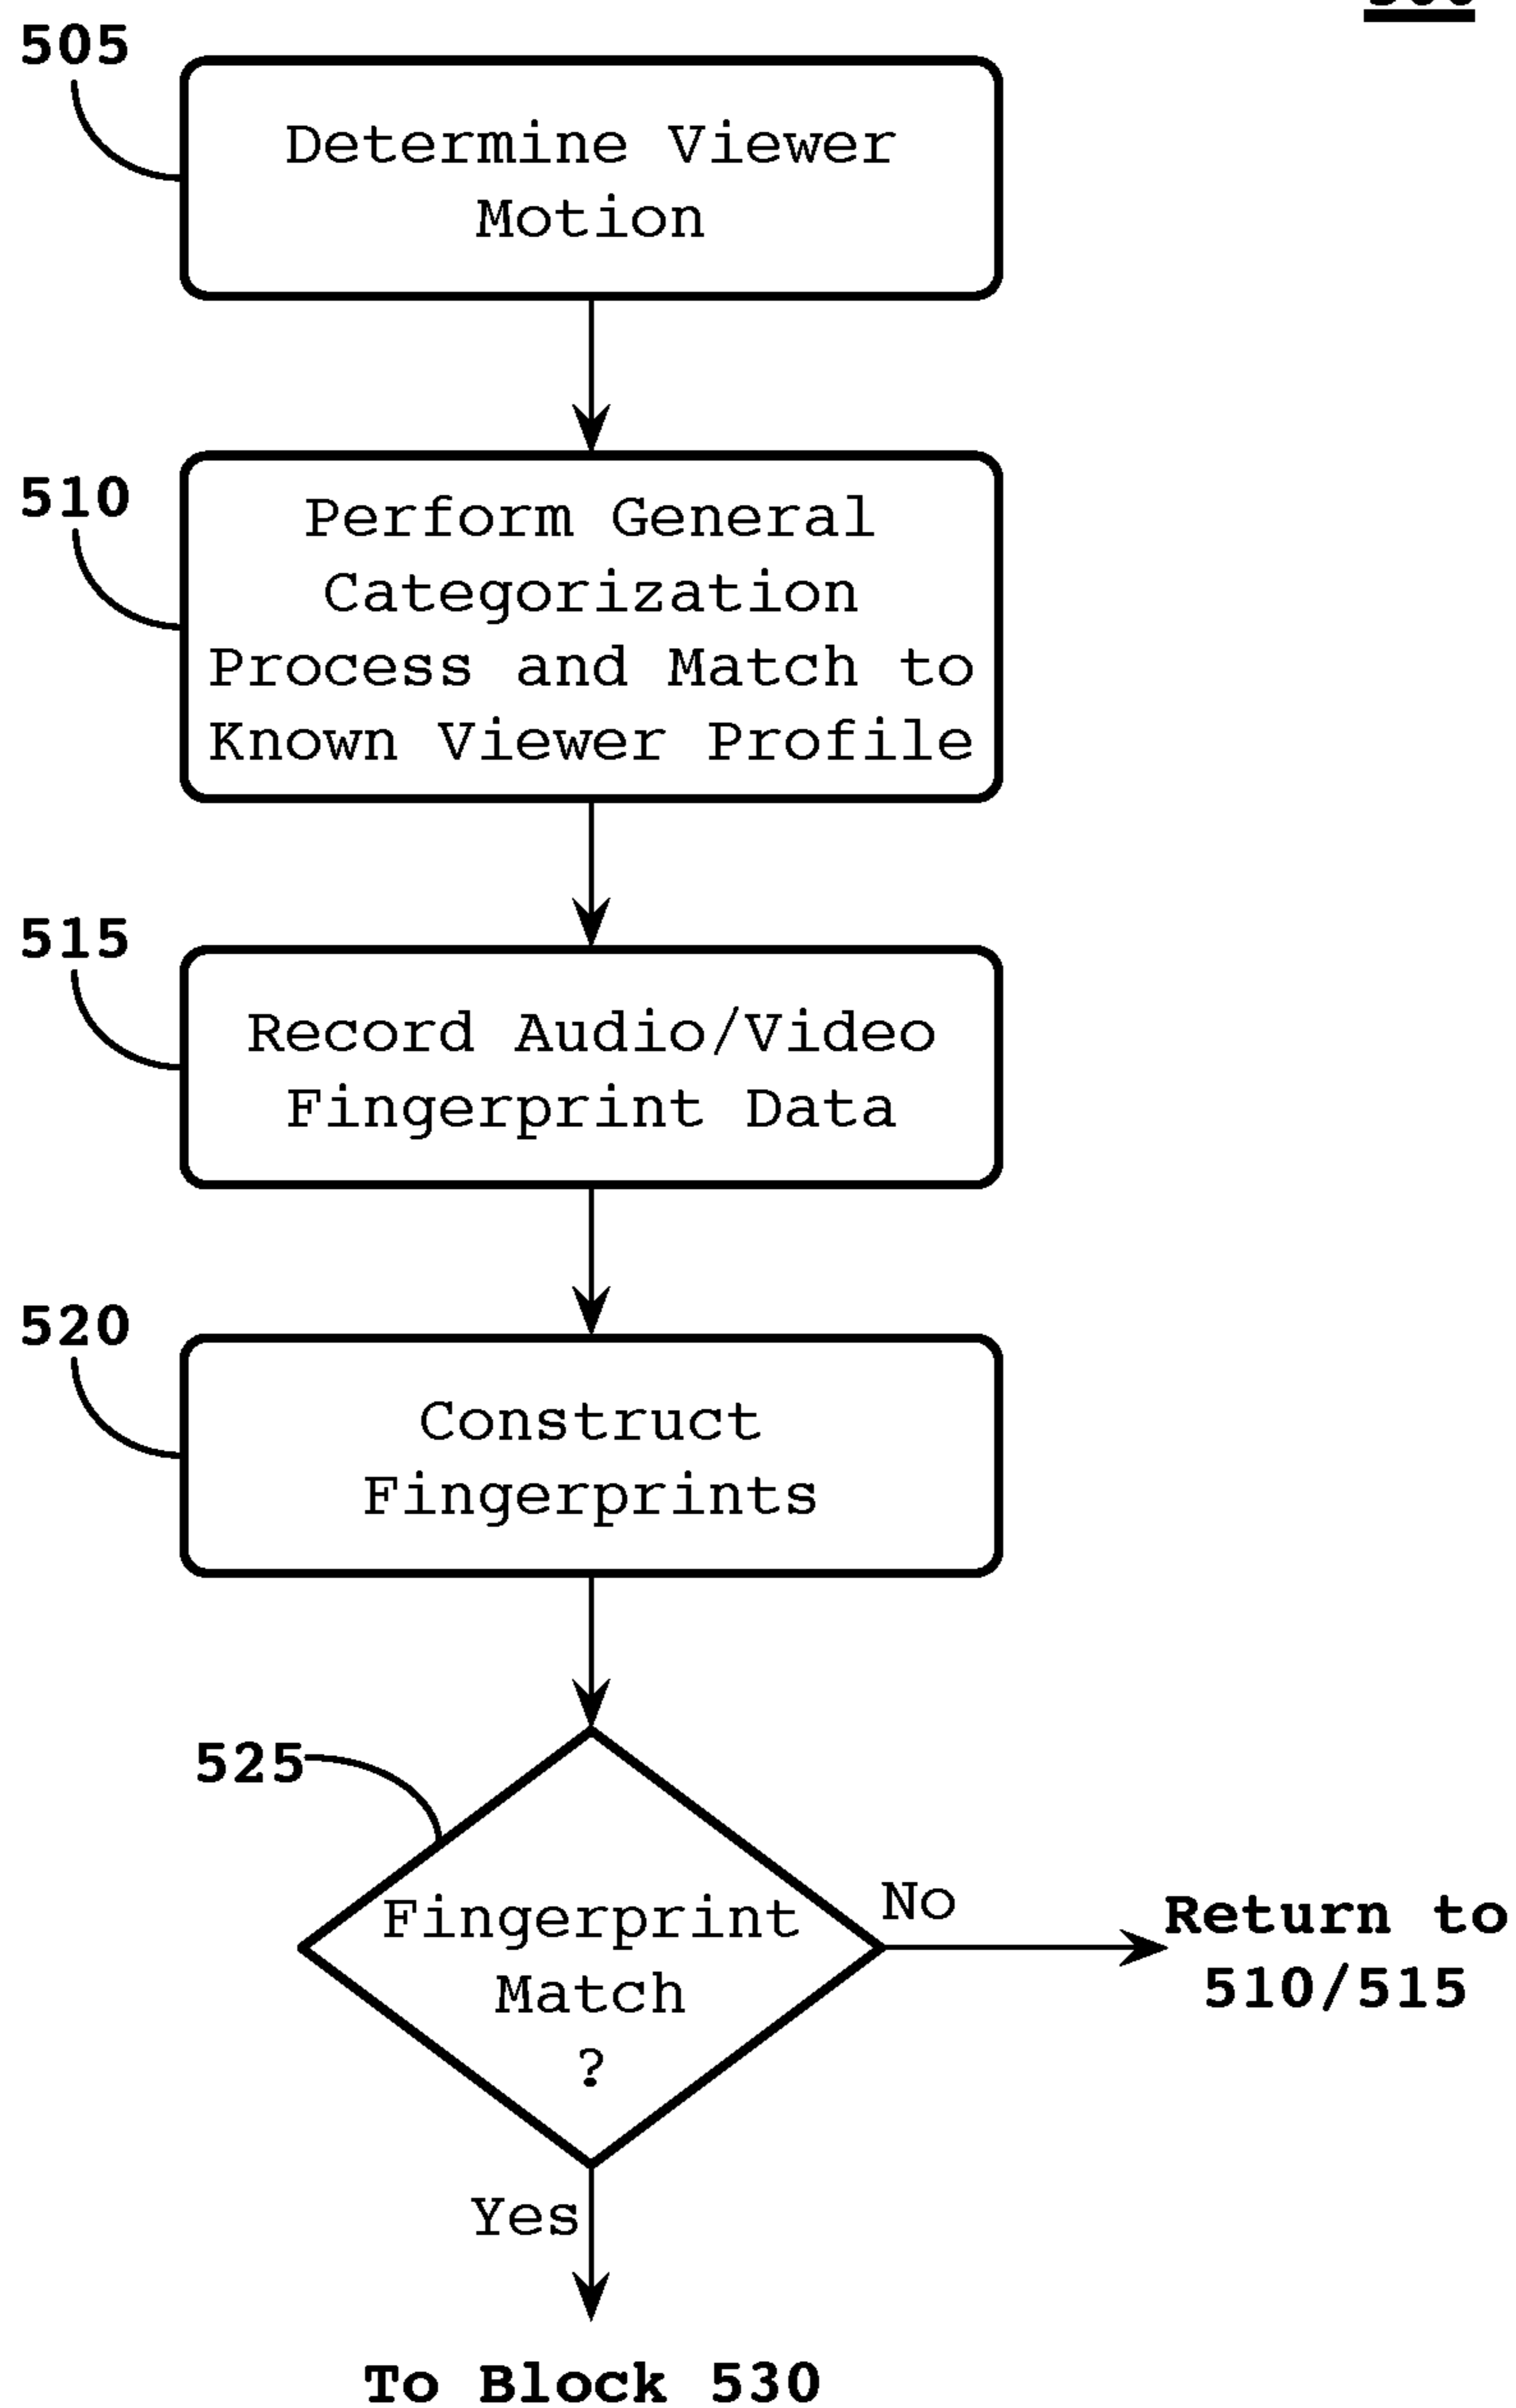 505
Determine Viewer
Motion
510
Perform General
Categorization
Process and Match to
Known Viewer Profile
515
Record Audio/Video
Fingerprint Data
520
Construct
Fingerprints
525
Fingerprint
Match
?
No
Return to
510/515
Yes
To Block 530